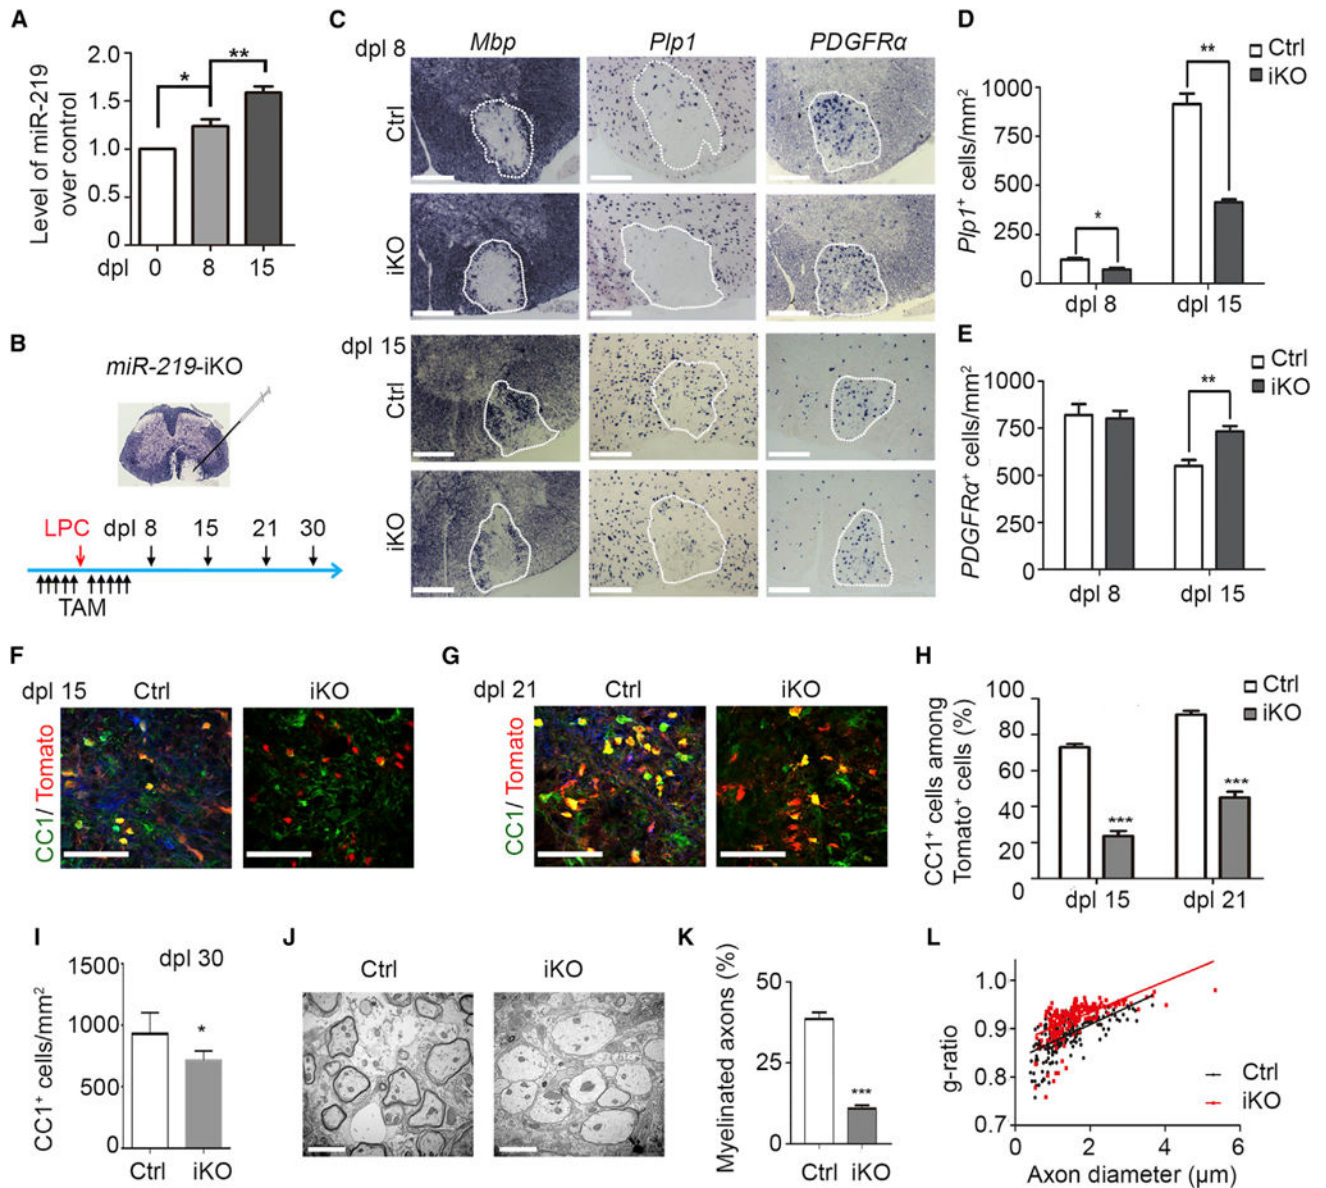 A
2.0
1.5
1.0
0.5
0
Level of miR-219
over control
*
**
dpl 0 8 15
B
miR-219-iKO
LPC dpl 8 15 21 30
TAM
C
Mbp Plp1 PDGFRα
dpl 8
Ctrl
iKO
dpl 15
Ctrl
iKO
D
Ctrl
iKO
Plp1+ cells/mm2
1000
750
500
250
0
*
**
dpl 8 dpl 15
E
Ctrl
iKO
PDGFRα+ cells/mm2
1000
750
500
250
0
**
dpl 8 dpl 15
F
dpl 15 Ctrl iKO
CC1/ Tomato
G
dpl 21 Ctrl iKO
CC1/ Tomato
H
Ctrl
iKO
CC1+ cells among
Tomato+ cells (%)
100
80
60
40
20
0
***
***
dpl 15 dpl 21
I
dpl 30
CC1+ cells/mm2
1500
1000
500
0
*
Ctrl iKO
J
Ctrl iKO
K
Myelinated axons (%)
50
25
0
***
Ctrl iKO
L
g-ratio
1.0
0.9
0.8
0.7
Ctrl
iKO
0 2 4 6
Axon diameter (μm)